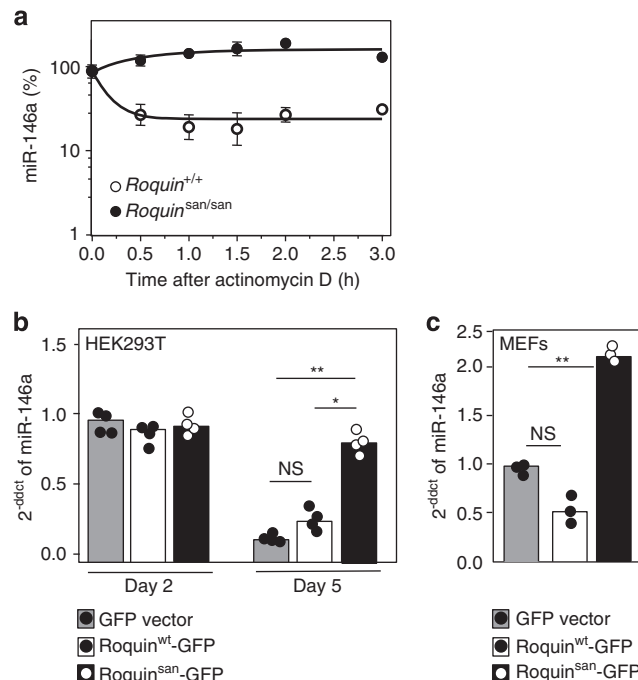 a
miR-146a (%)
100
10
1
Roquin+/+
Roquinsan/san
0.0 0.5 1.0 1.5 2.0 3.0
Time after actinomycin D (h)
b
HEK293T
2-ddct of miR-146a
1.5
1.0
0.5
0.0
**
*
NS
Day 2 Day 5
GFP vector
Roquinwt-GFP
Roquinsan-GFP
c
MEFs
2-ddct of miR-146a
2.5
2.0
1.5
1.0
0.5
0.0
**
NS
GFP vector
Roquinwt-GFP
Roquinsan-GFP